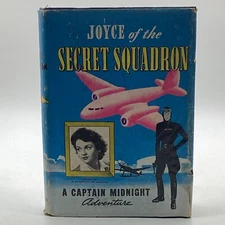 JOYCE of the
SECRET SQUADRON
A CAPTAIN MIDNIGHT
Adventure